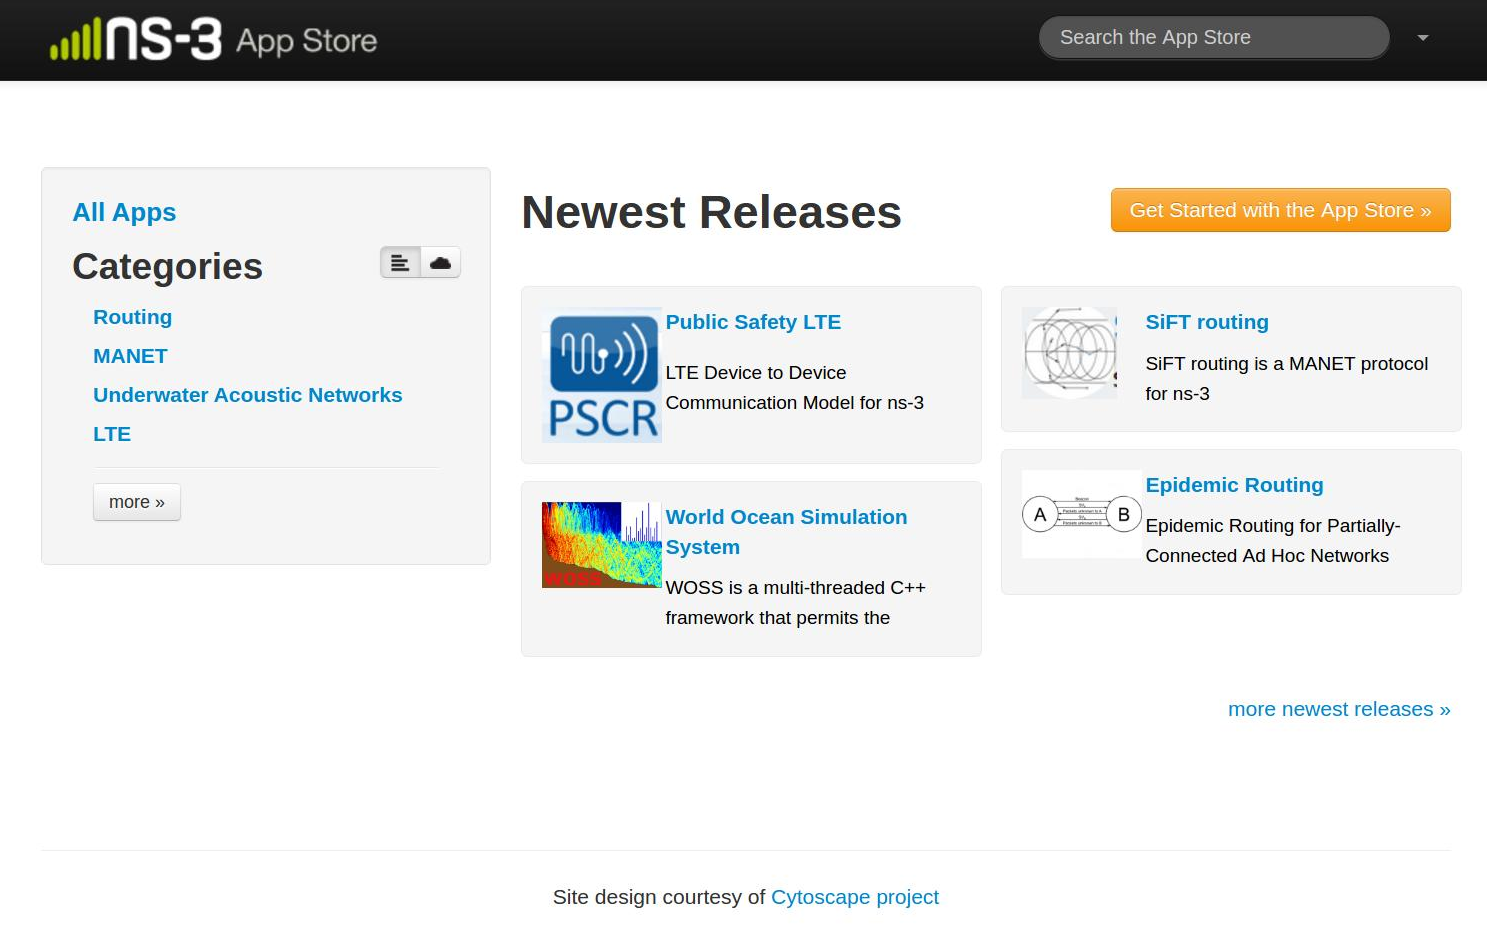 ns-3 App Store
Search the App Store
All Apps
Categories
Routing
MANET
Underwater Acoustic Networks
LTE
more »
Newest Releases
Get Started with the App Store »
PSCR
Public Safety LTE
LTE Device to Device
Communication Model for ns-3
SiFT routing
SiFT routing is a MANET protocol
for ns-3
WOSS
World Ocean Simulation
System
WOSS is a multi-threaded C++
framework that permits the
A
B
Epidemic Routing
Epidemic Routing for Partially-
Connected Ad Hoc Networks
more newest releases »
Site design courtesy of Cytoscape project